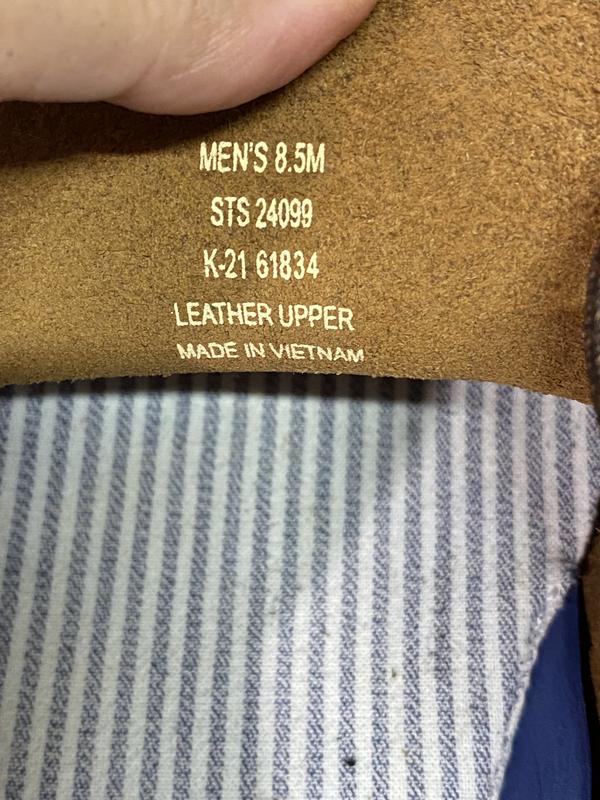 MEN'S 8.5M
STS 24099
K-21 61834
LEATHER UPPER
MADE IN VIETNAM